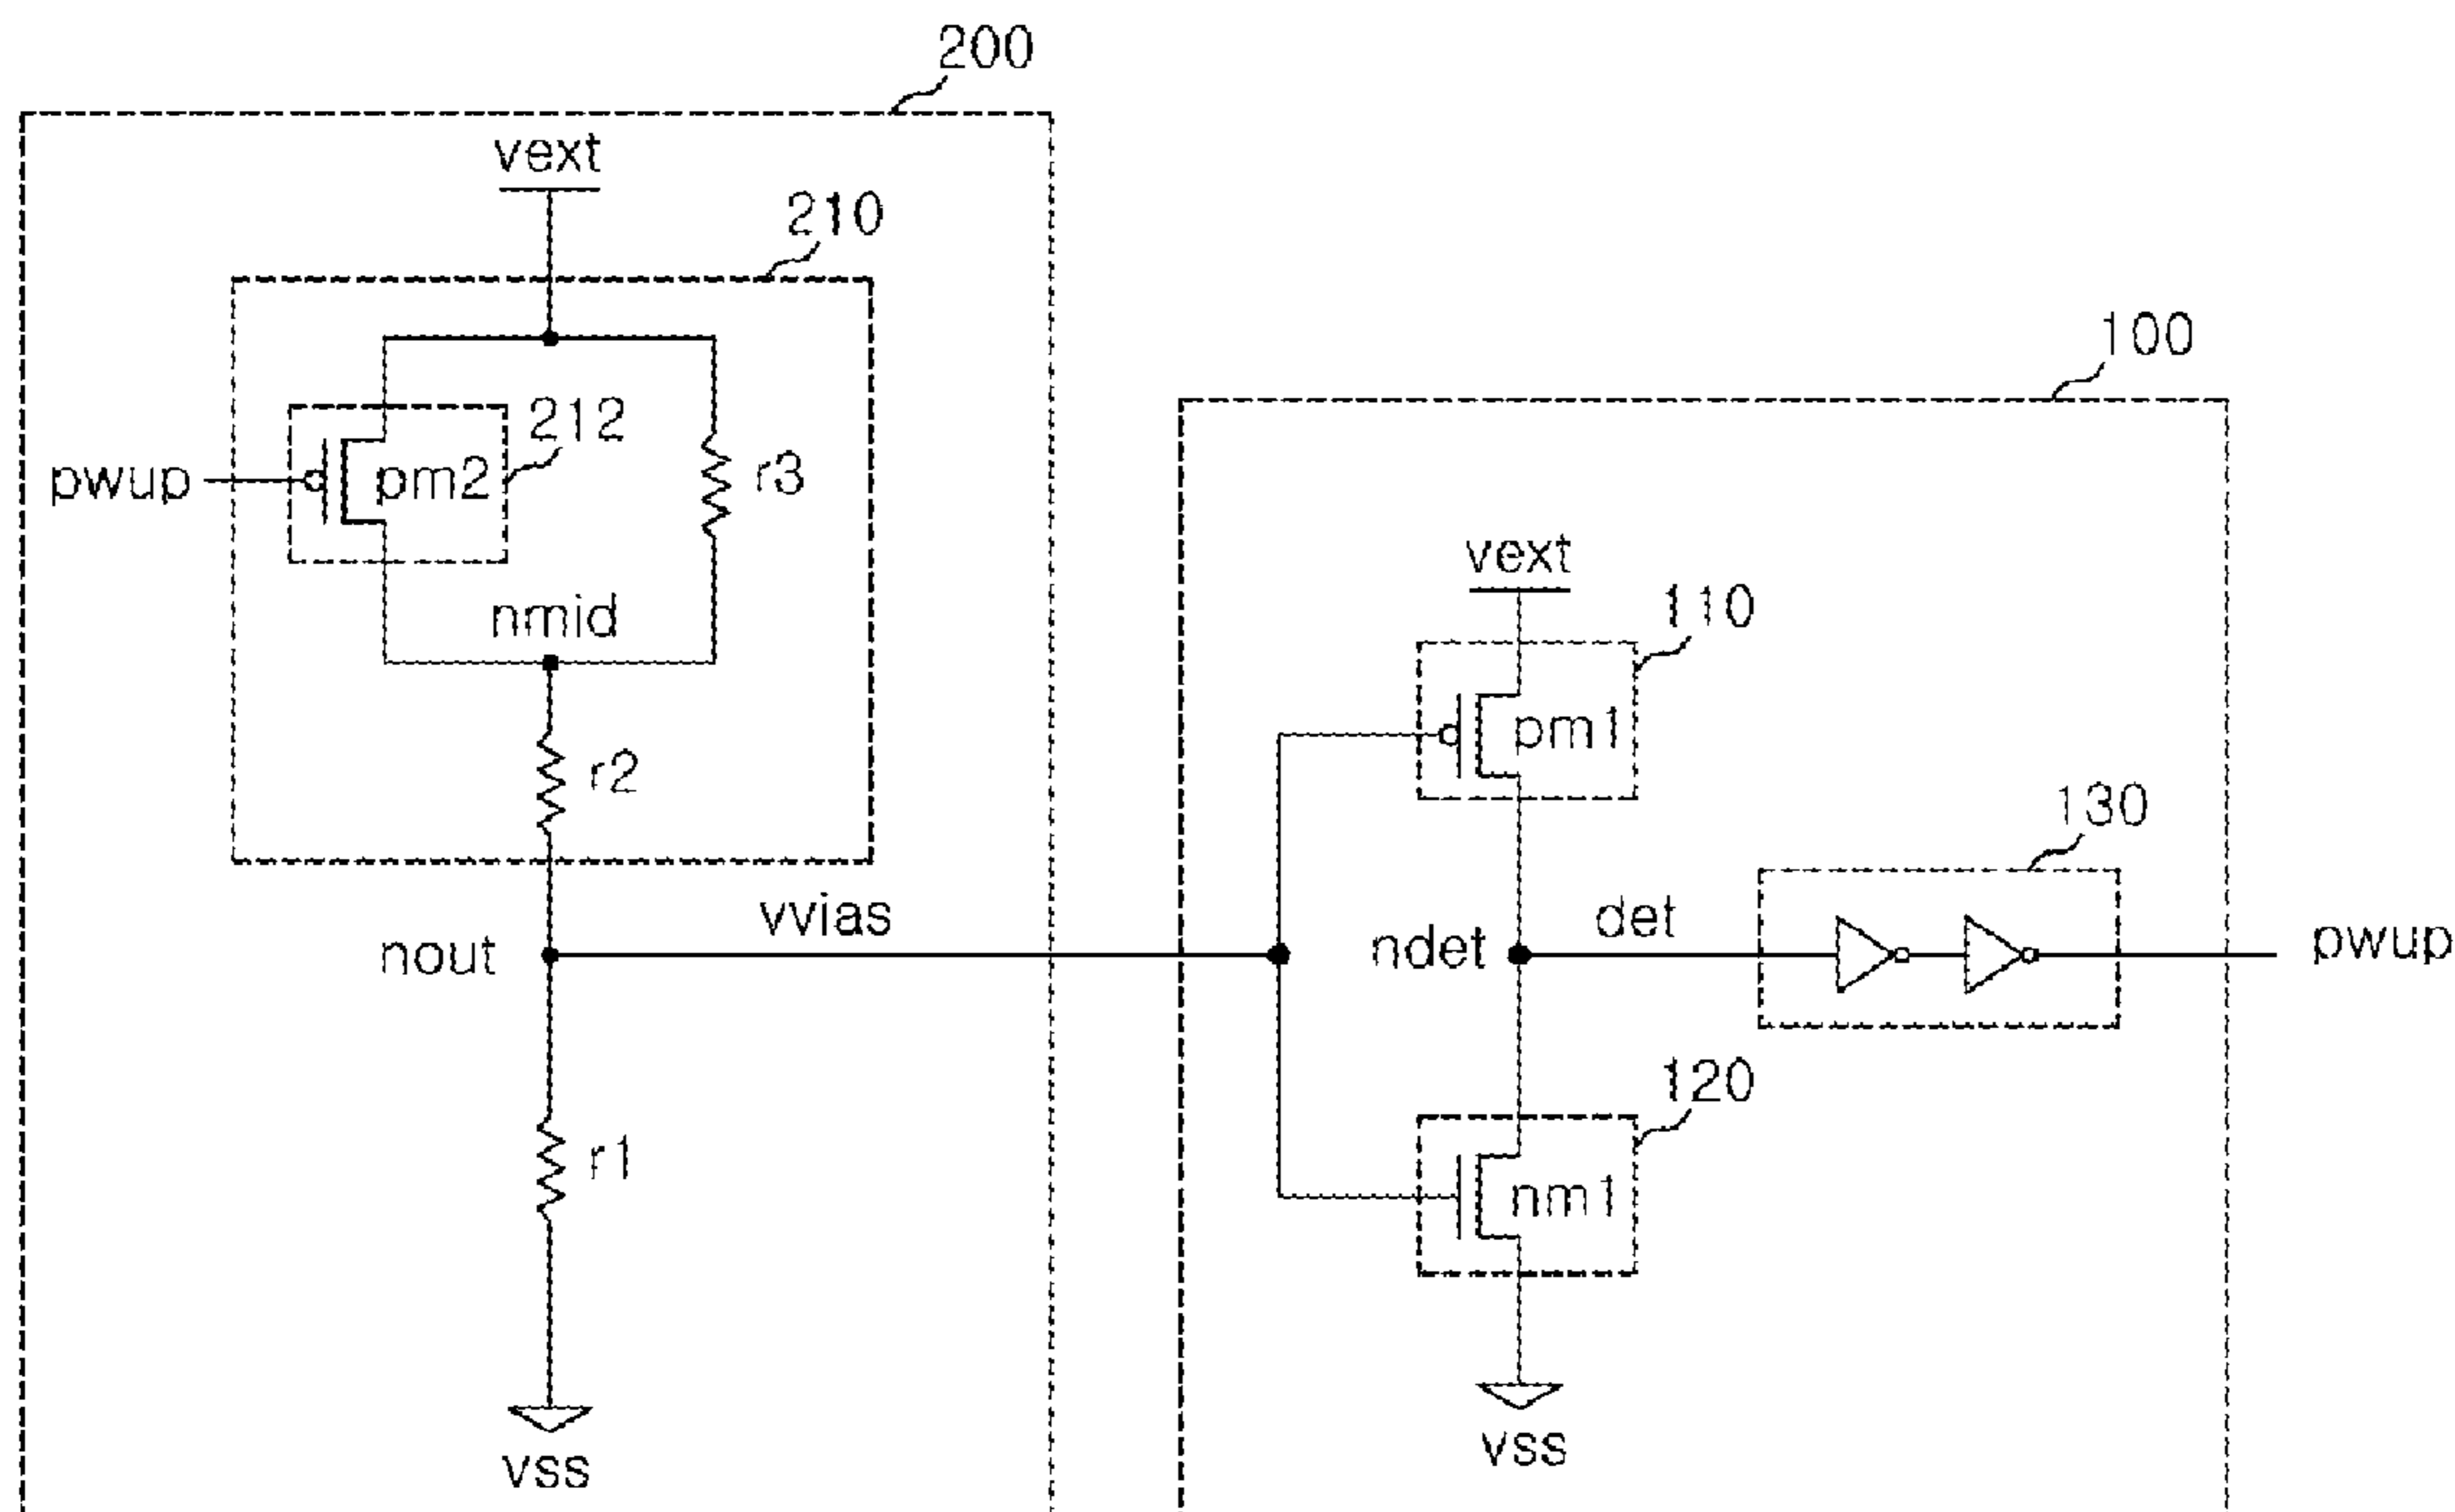 200
vext
210
100
212
pwup
pm2
r3
vext
110
nmid
pm1
r2
130
vvias
det
nout
ndet
pwup
120
r1
nm1
vss
vss